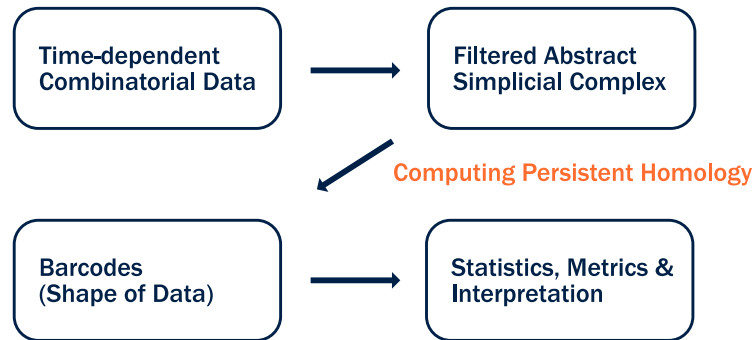 Time-dependent
Combinatorial Data
Filtered Abstract
Simplicial Complex
Computing Persistent Homology
Barcodes
(Shape of Data)
Statistics, Metrics &
Interpretation